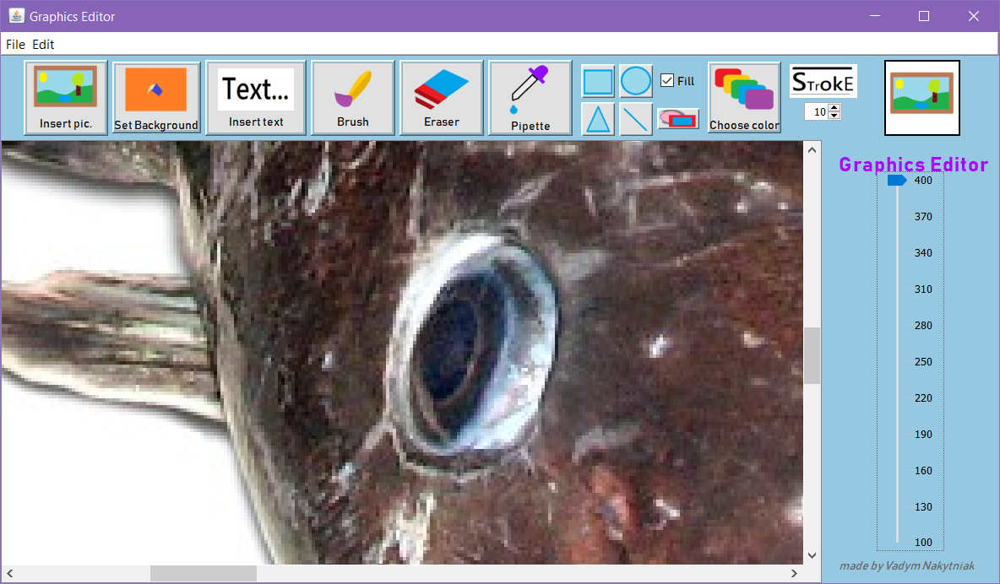 Graphics Editor
File Edit
Insert pic.
Set Background
Text...
Insert text
Brush
Eraser
Pipette
Fill
Choose color
StrokE
10
Graphics Editor
400
370
340
310
280
250
220
190
160
130
100
made by Vadym Nakytniak